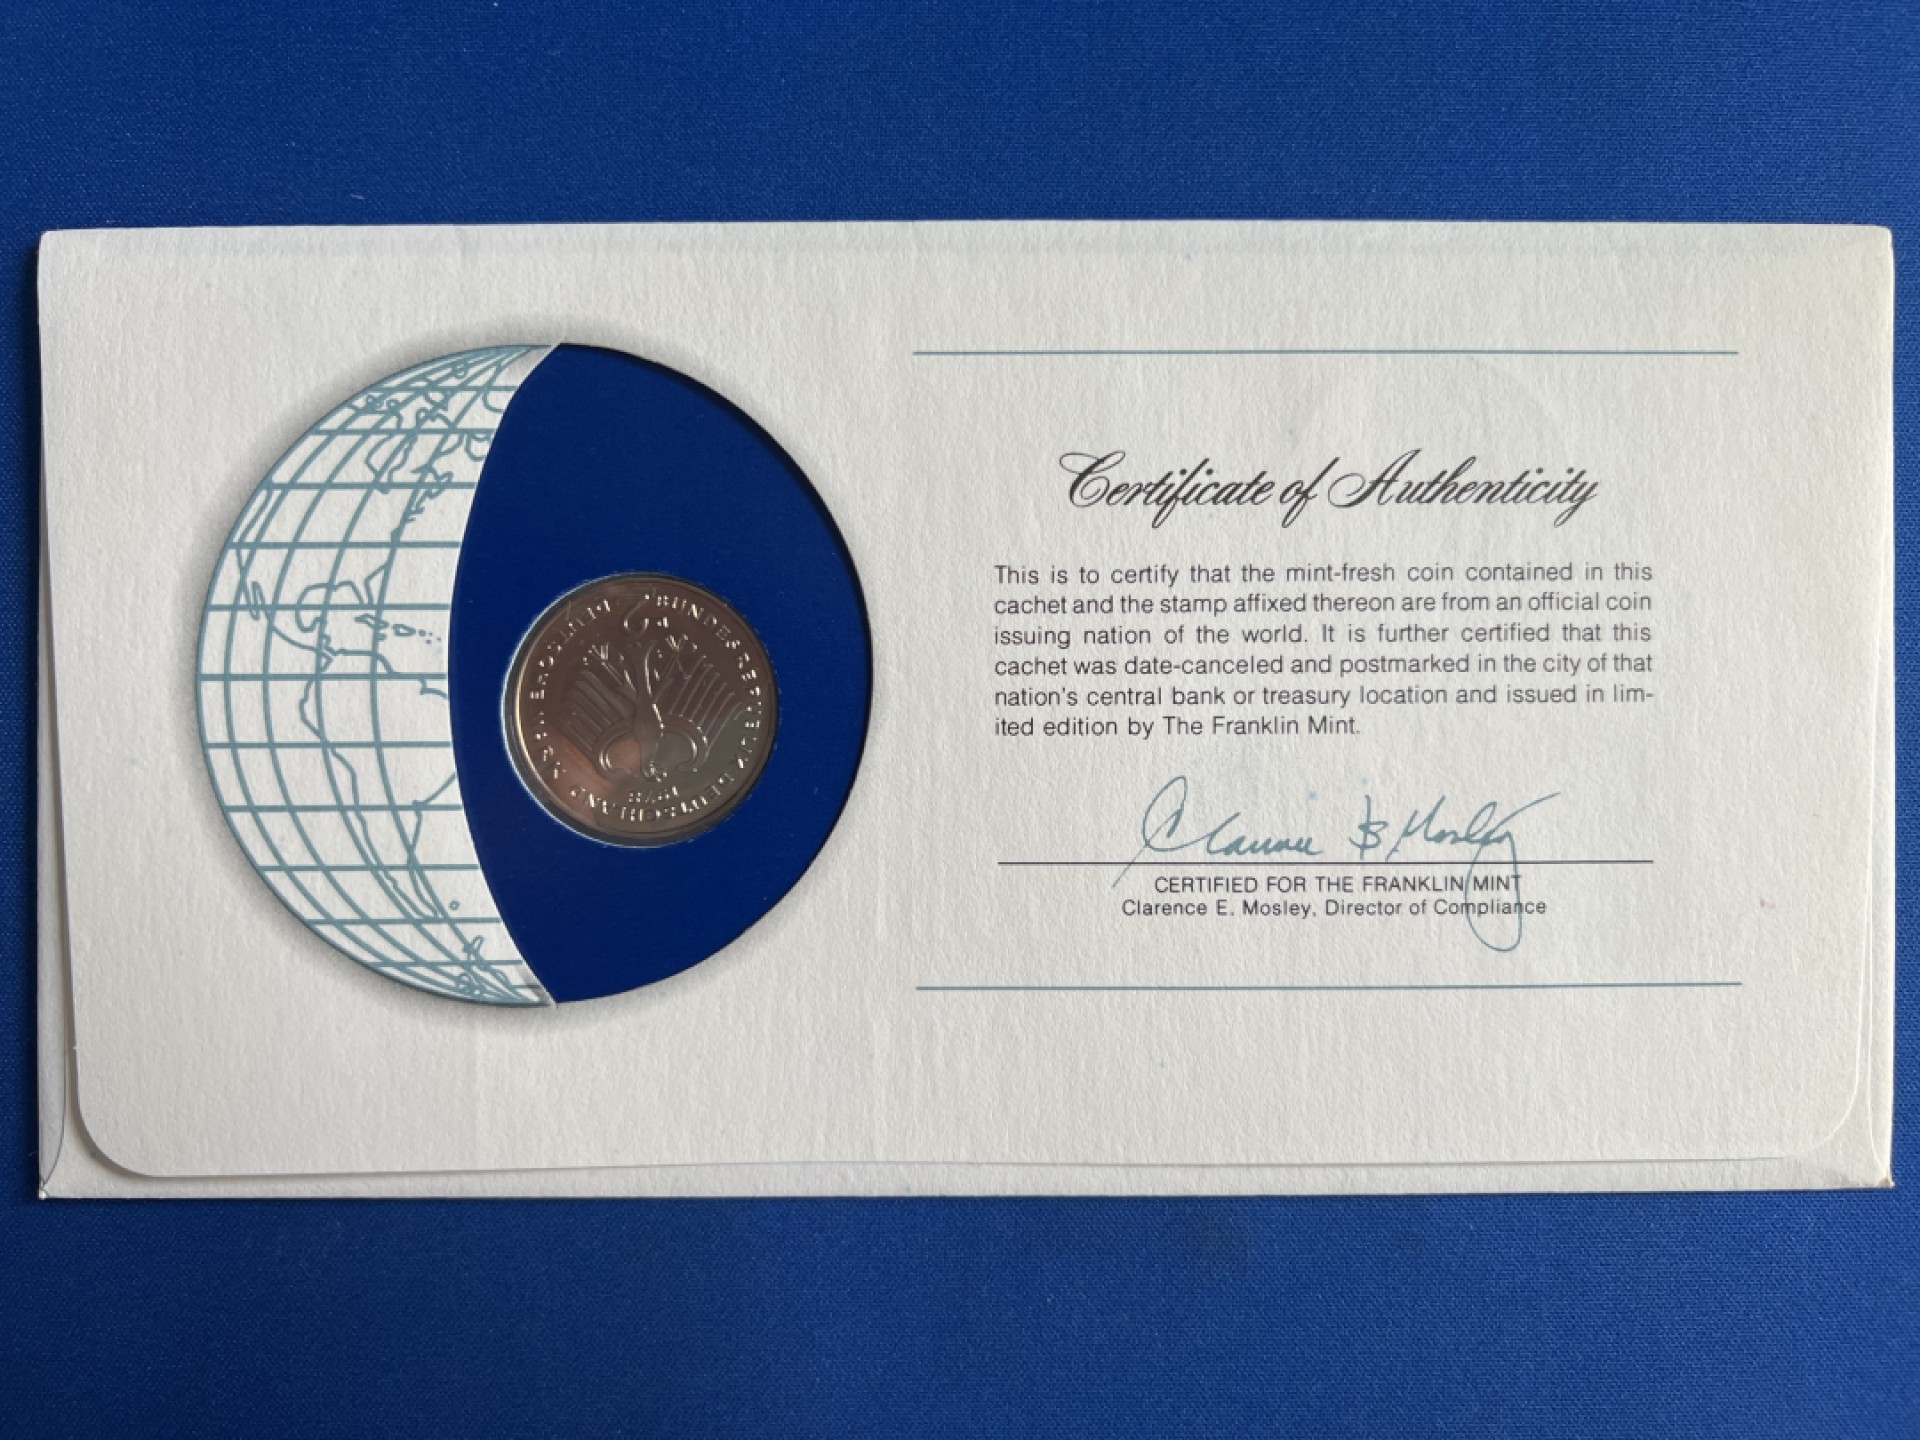 BUNDESREPUBLIK DEUTSCHLAND
1978
Certificate of Authenticity
This is to certify that the mint-fresh coin contained in this
cachet and the stamp affixed thereon are from an official coin
issuing nation of the world. It is further certified that this
cachet was date-canceled and postmarked in the city of that
nation's central bank or treasury location and issued in lim-
ited edition by The Franklin Mint.
CERTIFIED FOR THE FRANKLIN MINT
Clarence E. Mosley, Director of Compliance